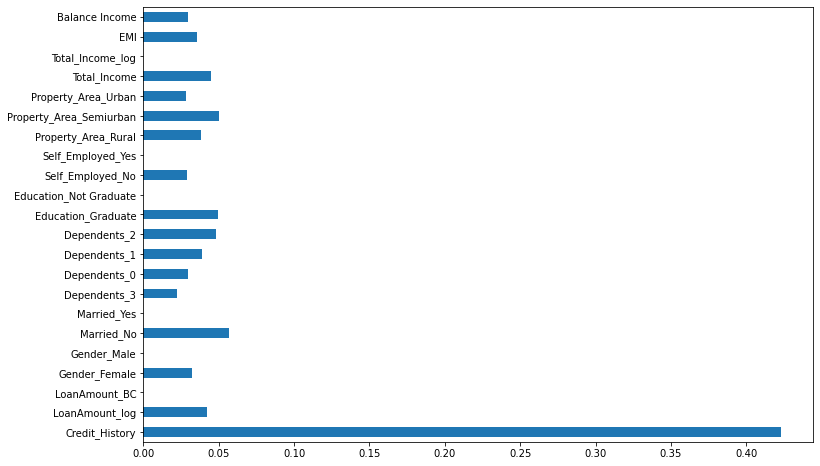 Balance Income
EMI
Total_Income_log
Total_Income
Property_Area_Urban
Property_Area_Semiurban
Property_Area_Rural
Self_Employed_Yes
Self_Employed_No
Education_Not Graduate
Education_Graduate
Dependents_2
Dependents_1
Dependents_0
Dependents_3
Married_Yes
Married_No
Gender_Male
Gender_Female
LoanAmount_BC
LoanAmount_log
Credit_History
0.00 0.05 0.10 0.15 0.20 0.25 0.30 0.35 0.40